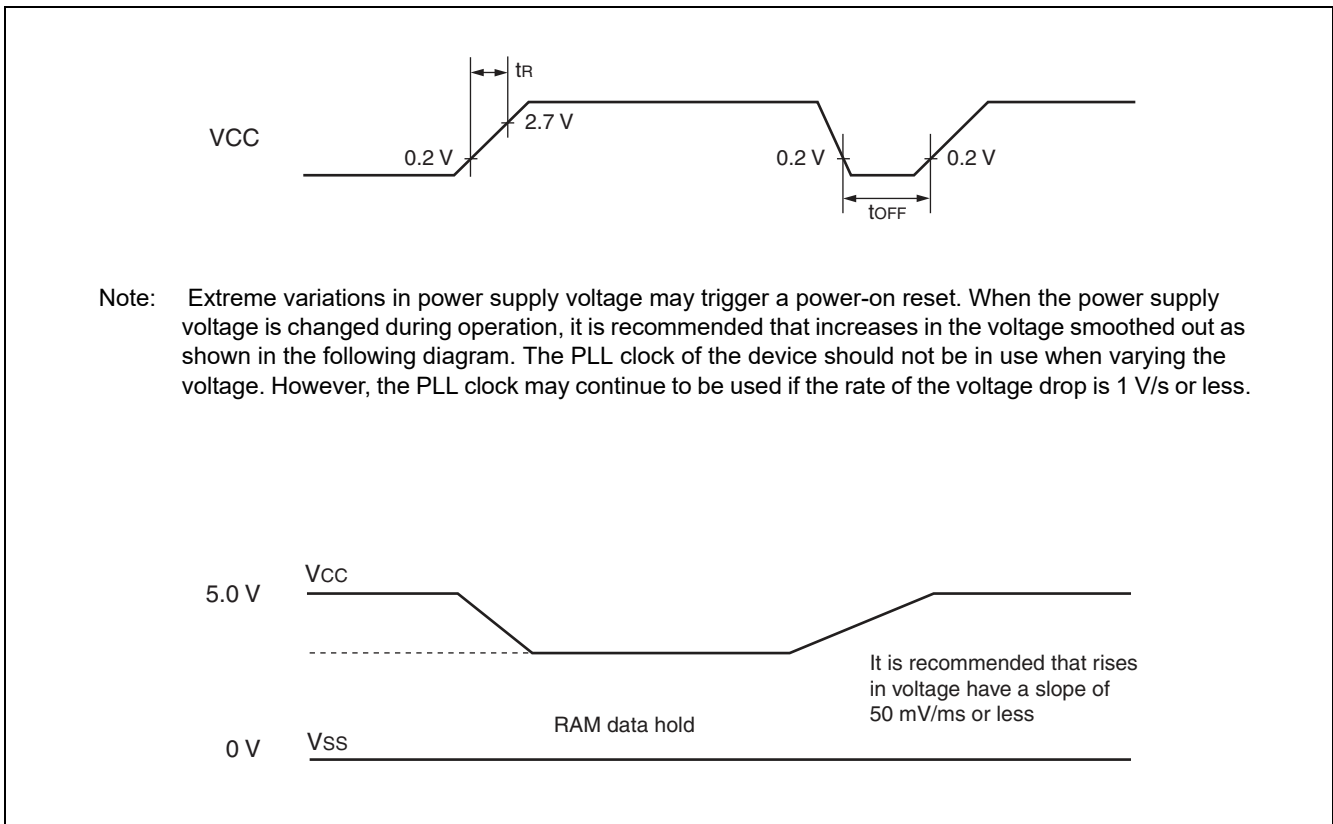 tR
VCC
2.7 V
0.2 V
0.2 V
0.2 V
tOFF
Note: Extreme variations in power supply voltage may trigger a power-on reset. When the power supply
voltage is changed during operation, it is recommended that increases in the voltage smoothed out as
shown in the following diagram. The PLL clock of the device should not be in use when varying the
voltage. However, the PLL clock may continue to be used if the rate of the voltage drop is 1 V/s or less.
VCC
5.0 V
It is recommended that rises
in voltage have a slope of
50 mV/ms or less
RAM data hold
VSS
0 V